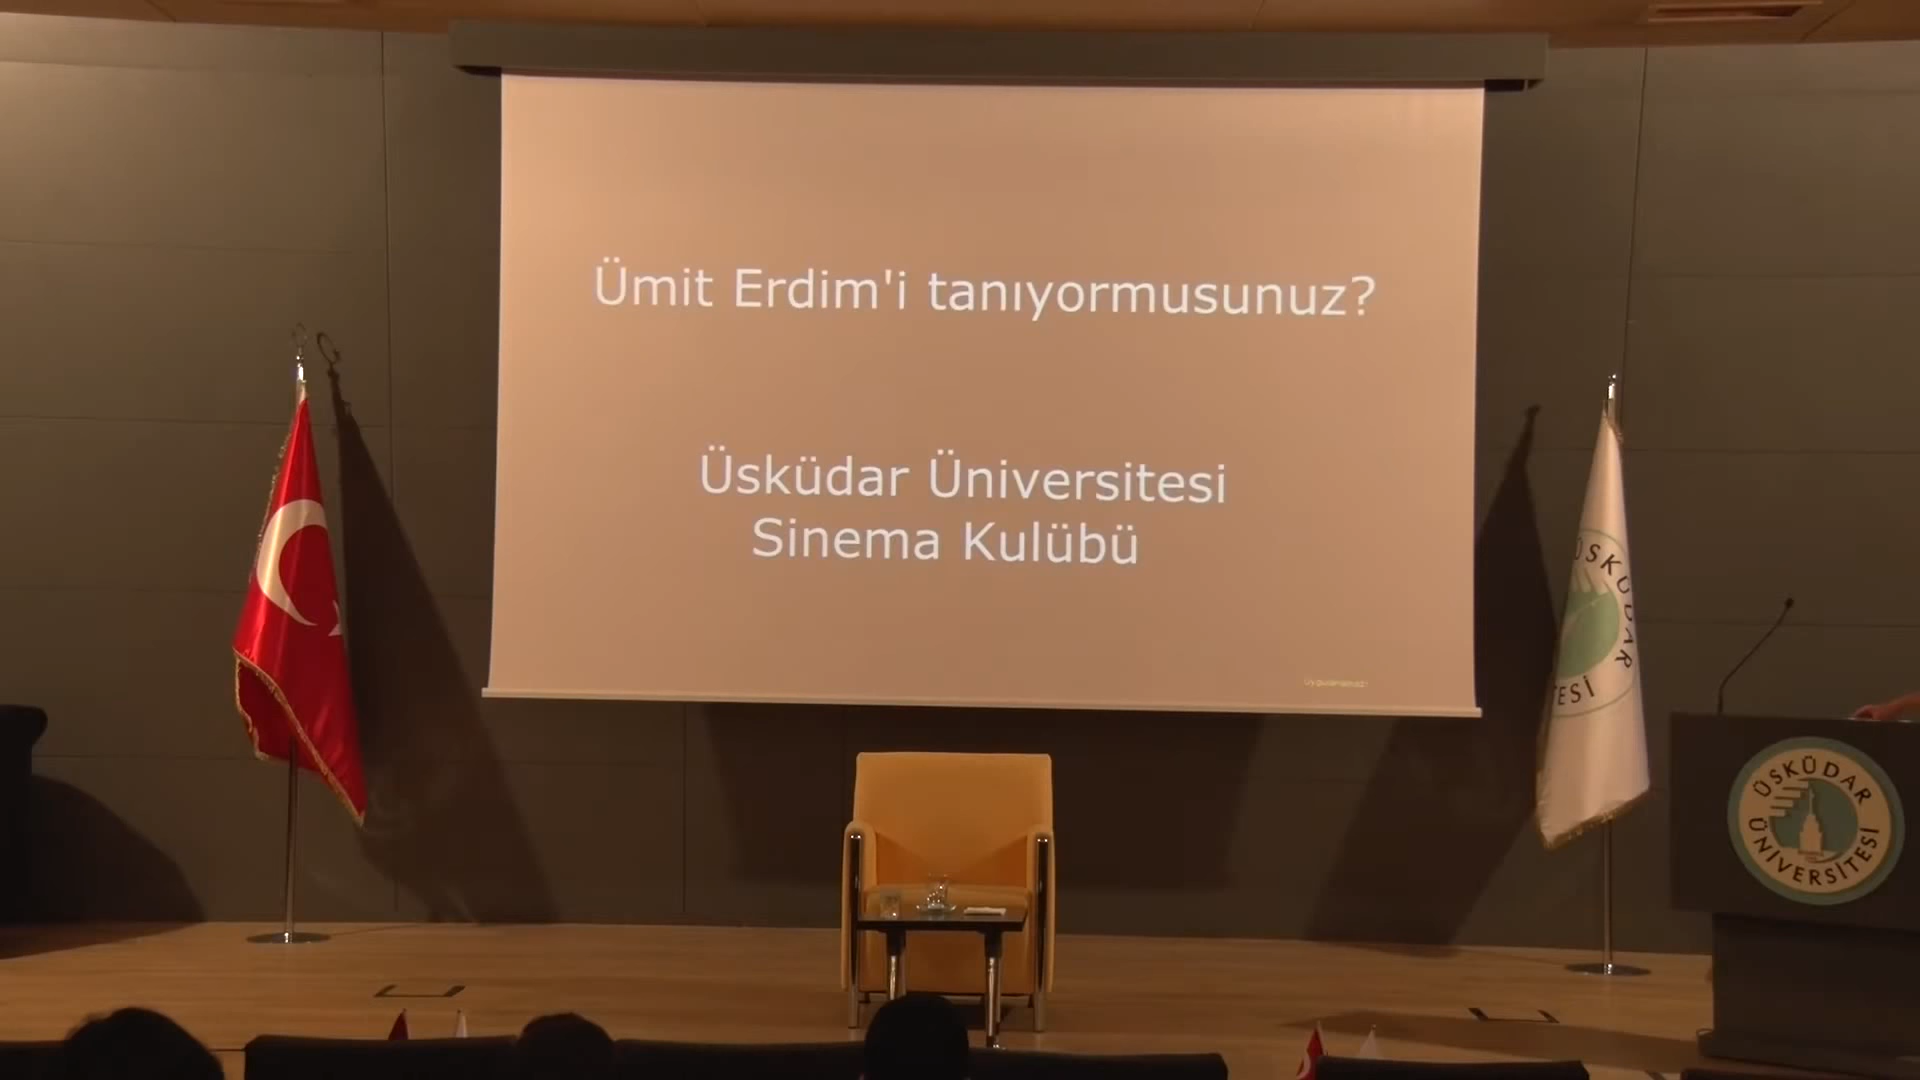 Ümit Erdim'i tanıyormusunuz?
Üsküdar Üniversitesi
Sinema Kulübü
ÜSKÜDAR
ÜNİVERSİTESİ